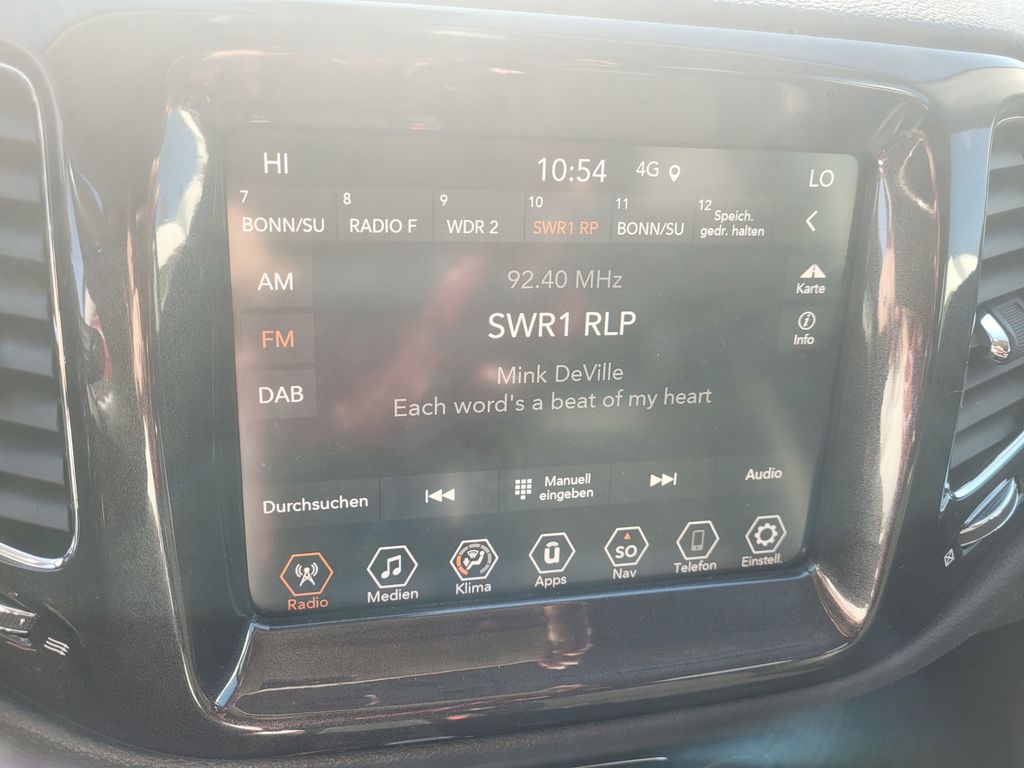 HI
10:54
4G
LO
7
BONN/SU
8
RADIO F
9
WDR 2
10
SWR1 RP
11
BONN/SU
12
Speich.
gedr. halten
AM
92.40 MHz
Karte
SWR1 RLP
FM
Info
Mink DeVille
DAB
Each word's a beat of my heart
Durchsuchen
Manuell
eingeben
Audio
Radio
Medien
Klima
ū
Apps
SO
Nav
Telefon
Einstell.